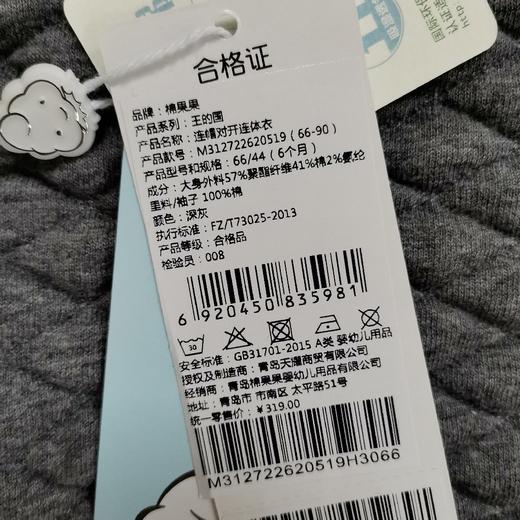 合格证
品牌：棉果果
产品系列：王的国
产品名称：连帽对开连体衣
产品款号：M312722620519（66-90）
产品型号和规格：66/44（6个月）
成分：大身外料57%聚酯纤维41%棉2%氨纶
里料/袖子 100%棉
颜色：深灰
执行标准：FZ/T73025-2013
产品等级：合格品
检验员：008
6 920450 835981
30
安全标准：GB31701-2015 A类 婴幼儿用品
授权及制造商：青岛天灏商贸有限公司
经销商：青岛棉果果婴幼儿用品有限公司
地址：青岛市 市南区 太平路51号
统一零售价：¥319.00
M312722620519H3066
http